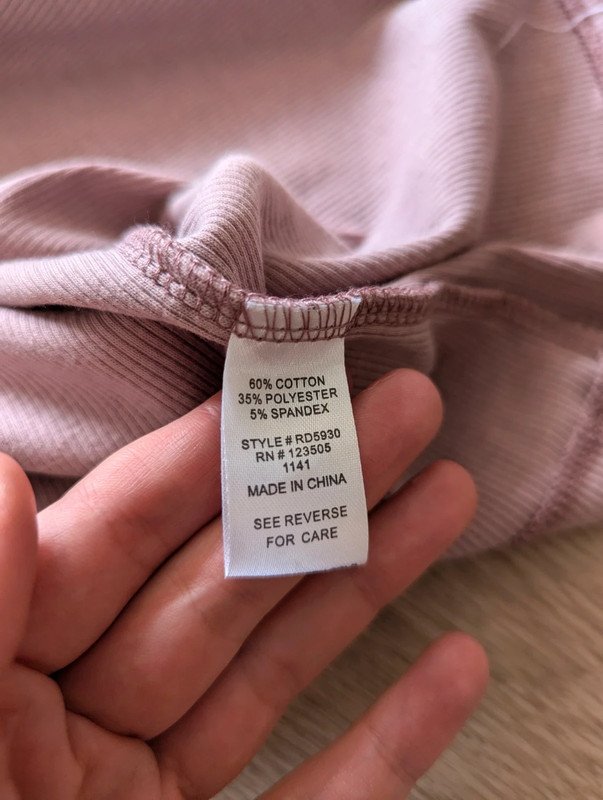 60% COTTON
35% POLYESTER
5% SPANDEX
STYLE # RD5930
RN # 123505
1141
MADE IN CHINA
SEE REVERSE
FOR CARE